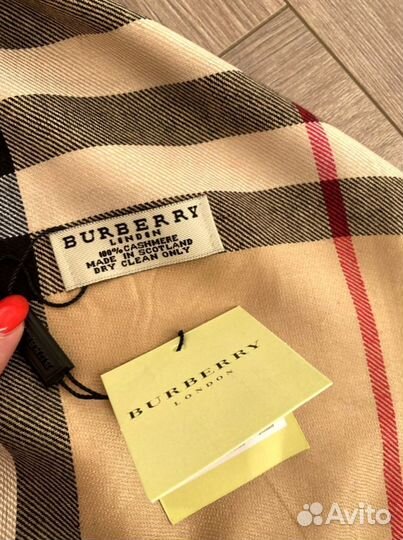 BURBERRY
LONDON
100% CASHMERE
MADE IN SCOTLAND
DRY CLEAN ONLY
BURBERRY
LONDON
Avito